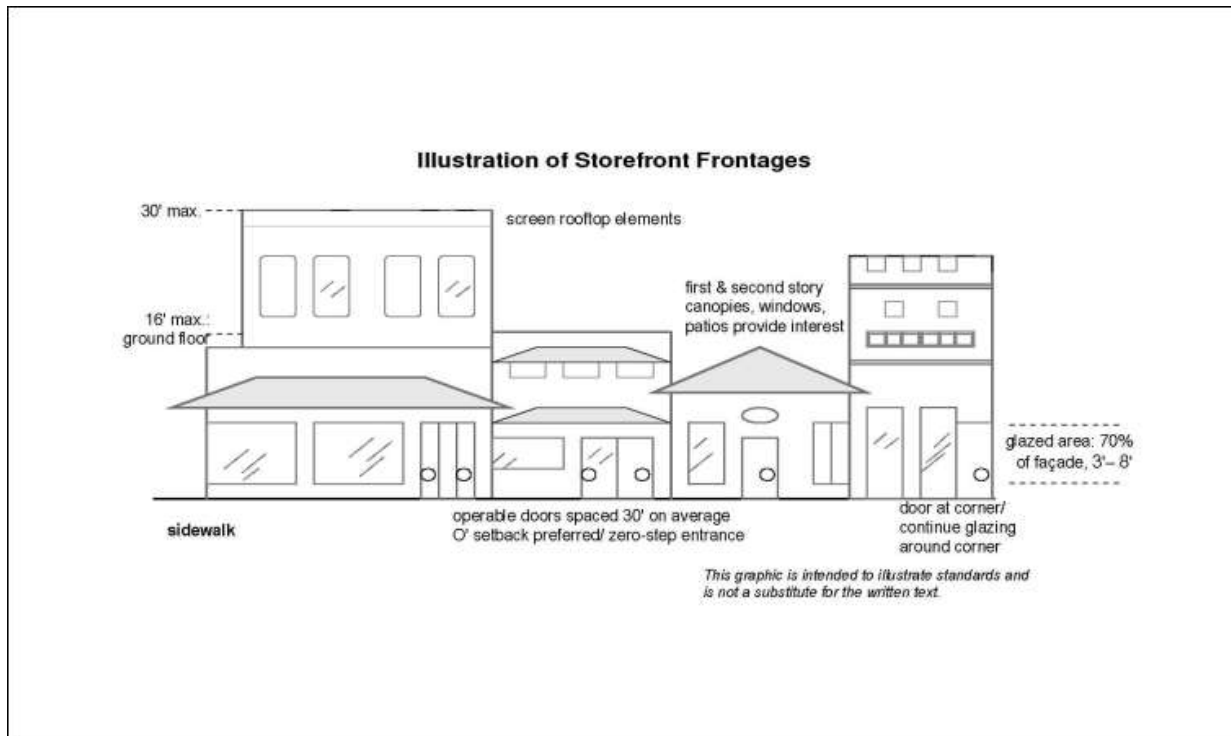 Illustration of Storefront Frontages
30' max.
screen rooftop elements
first & second story
canopies, windows,
patios provide interest
16' max.:
ground floor
glazed area: 70%
of façade, 3'– 8'
sidewalk
operable doors spaced 30' on average
O' setback preferred/ zero-step entrance
door at corner/
continue glazing
around corner
This graphic is intended to illustrate standards and
is not a substitute for the written text.